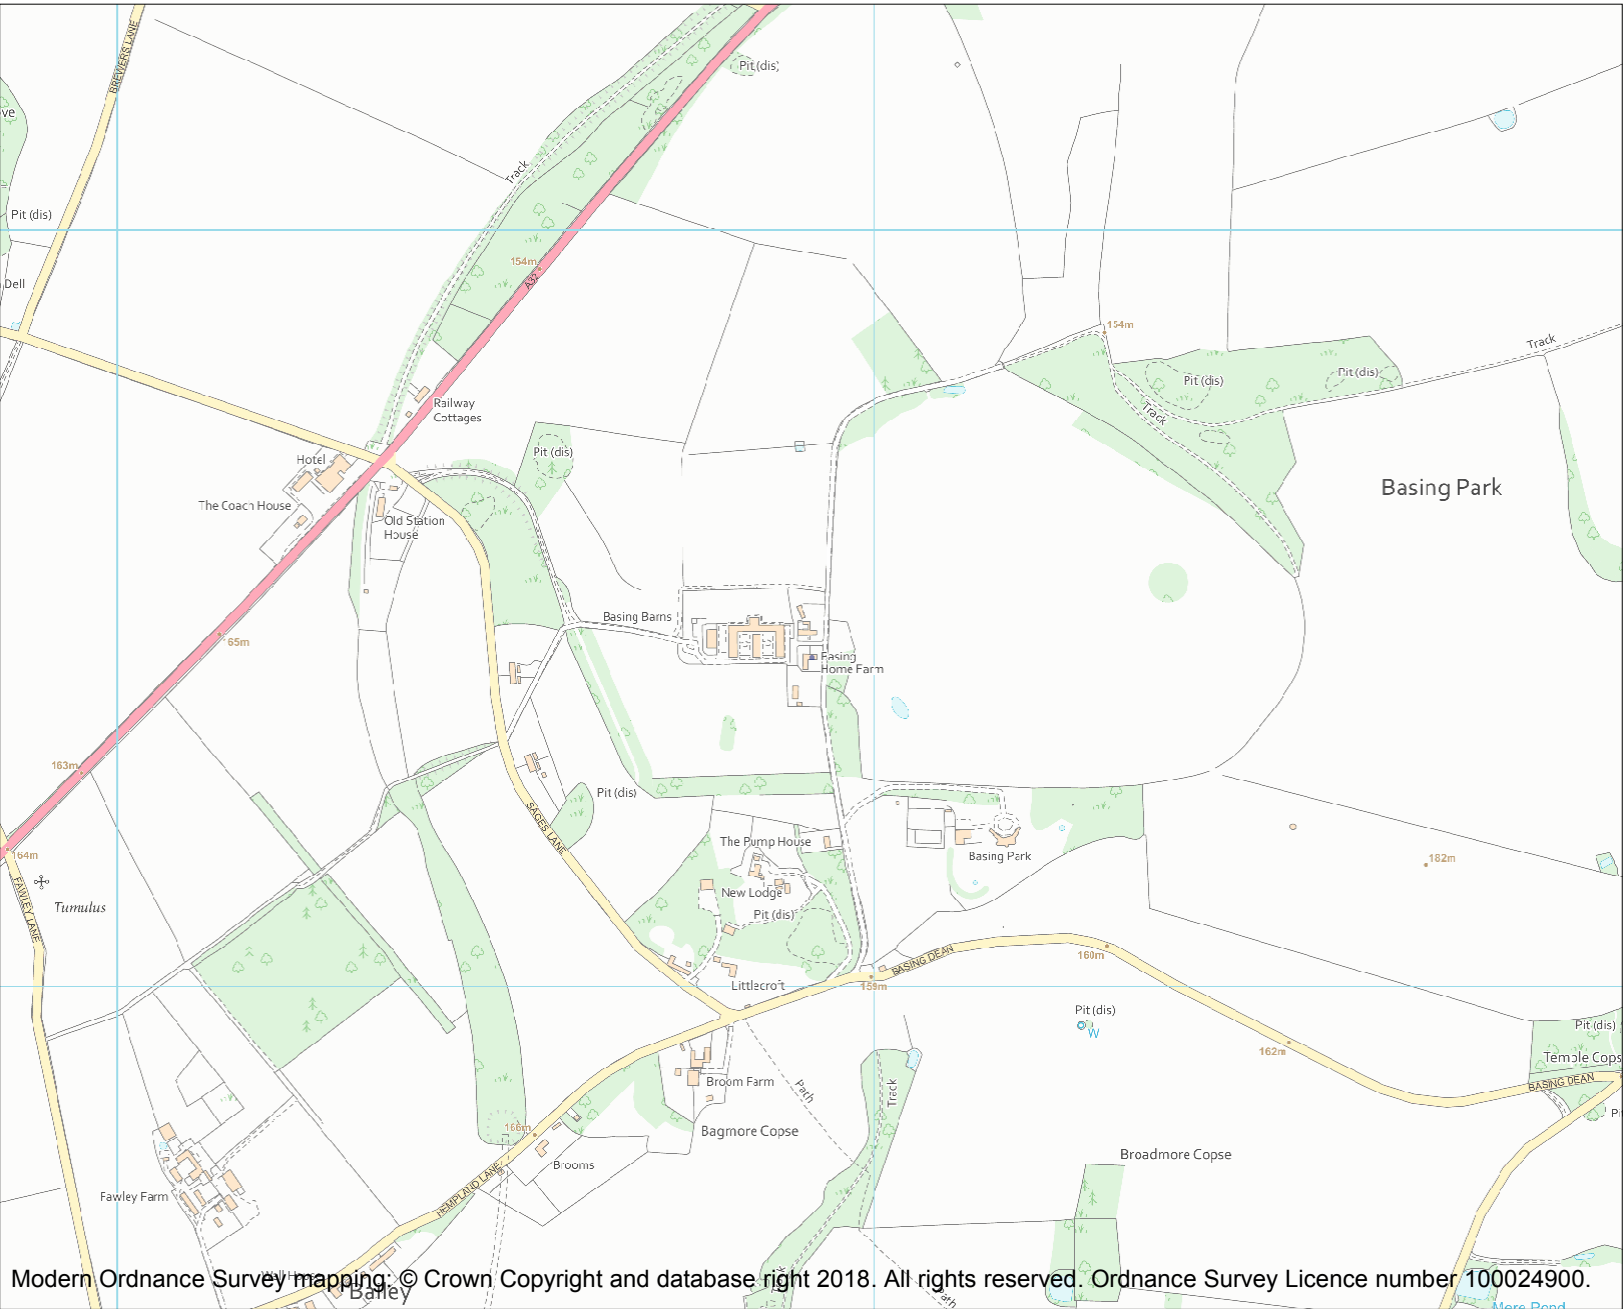 BREWERS LANE
Pit (dis)
Track
Pit (dis)
154m
A32
Dell
154m
Track
Pit (dis)
Pit (dis)
Track
Railway
Cottages
Hotel
Pit (dis)
Basing Park
The Coach House
Old Station
House
65m
Basing Barns
Basing
Home Farm
163m
Pit (dis)
SAGES LANE
The Pump House
Basing Park
164m
182m
FAWLEY LANE
Tumulus
New Lodge
Pit (dis)
BASING DEAN
160m
Littlecroft
159m
Pit (dis)
W
Pit (dis)
162m
Temple Cops
BASING DEAN
Broom Farm
Path
Track
166m
Bagmore Copse
Broadmore Copse
Brooms
Fawley Farm
HEMPLAND LANE
Modern Ordnance Survey mapping: © Crown Copyright and database right 2018. All rights reserved. Ordnance Survey Licence number 100024900.
Bailey
Path
Mere Pond